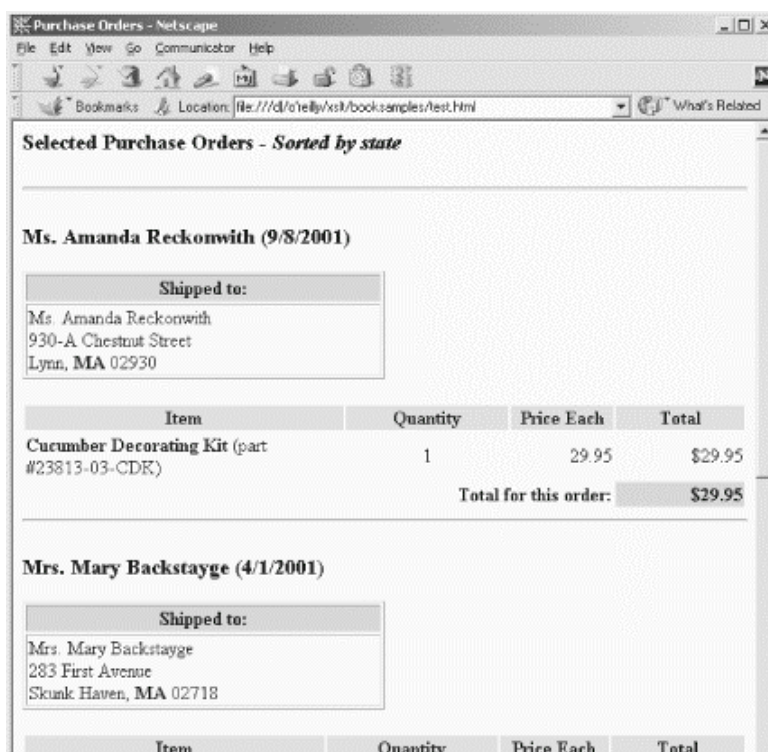 Purchase Orders - Netscape
File Edit View Go Communicator Help
My
N
Bookmarks Location: file:///d/o'reilly/xslt/booksamples/test.html What's Related
Selected Purchase Orders - Sorted by state
Ms. Amanda Reckonwith (9/8/2001)
Shipped to:
Ms. Amanda Reckonwith
930-A Chestnut Street
Lynn, MA 02930
Item Quantity Price Each Total
Cucumber Decorating Kit (part
#23813-03-CDK) 1 29.95 $29.95
Total for this order: $29.95
Mrs. Mary Backstayge (4/1/2001)
Shipped to:
Mrs. Mary Backstayge
283 First Avenue
Skunk Haven, MA 02718
Item Quantity Price Each Total